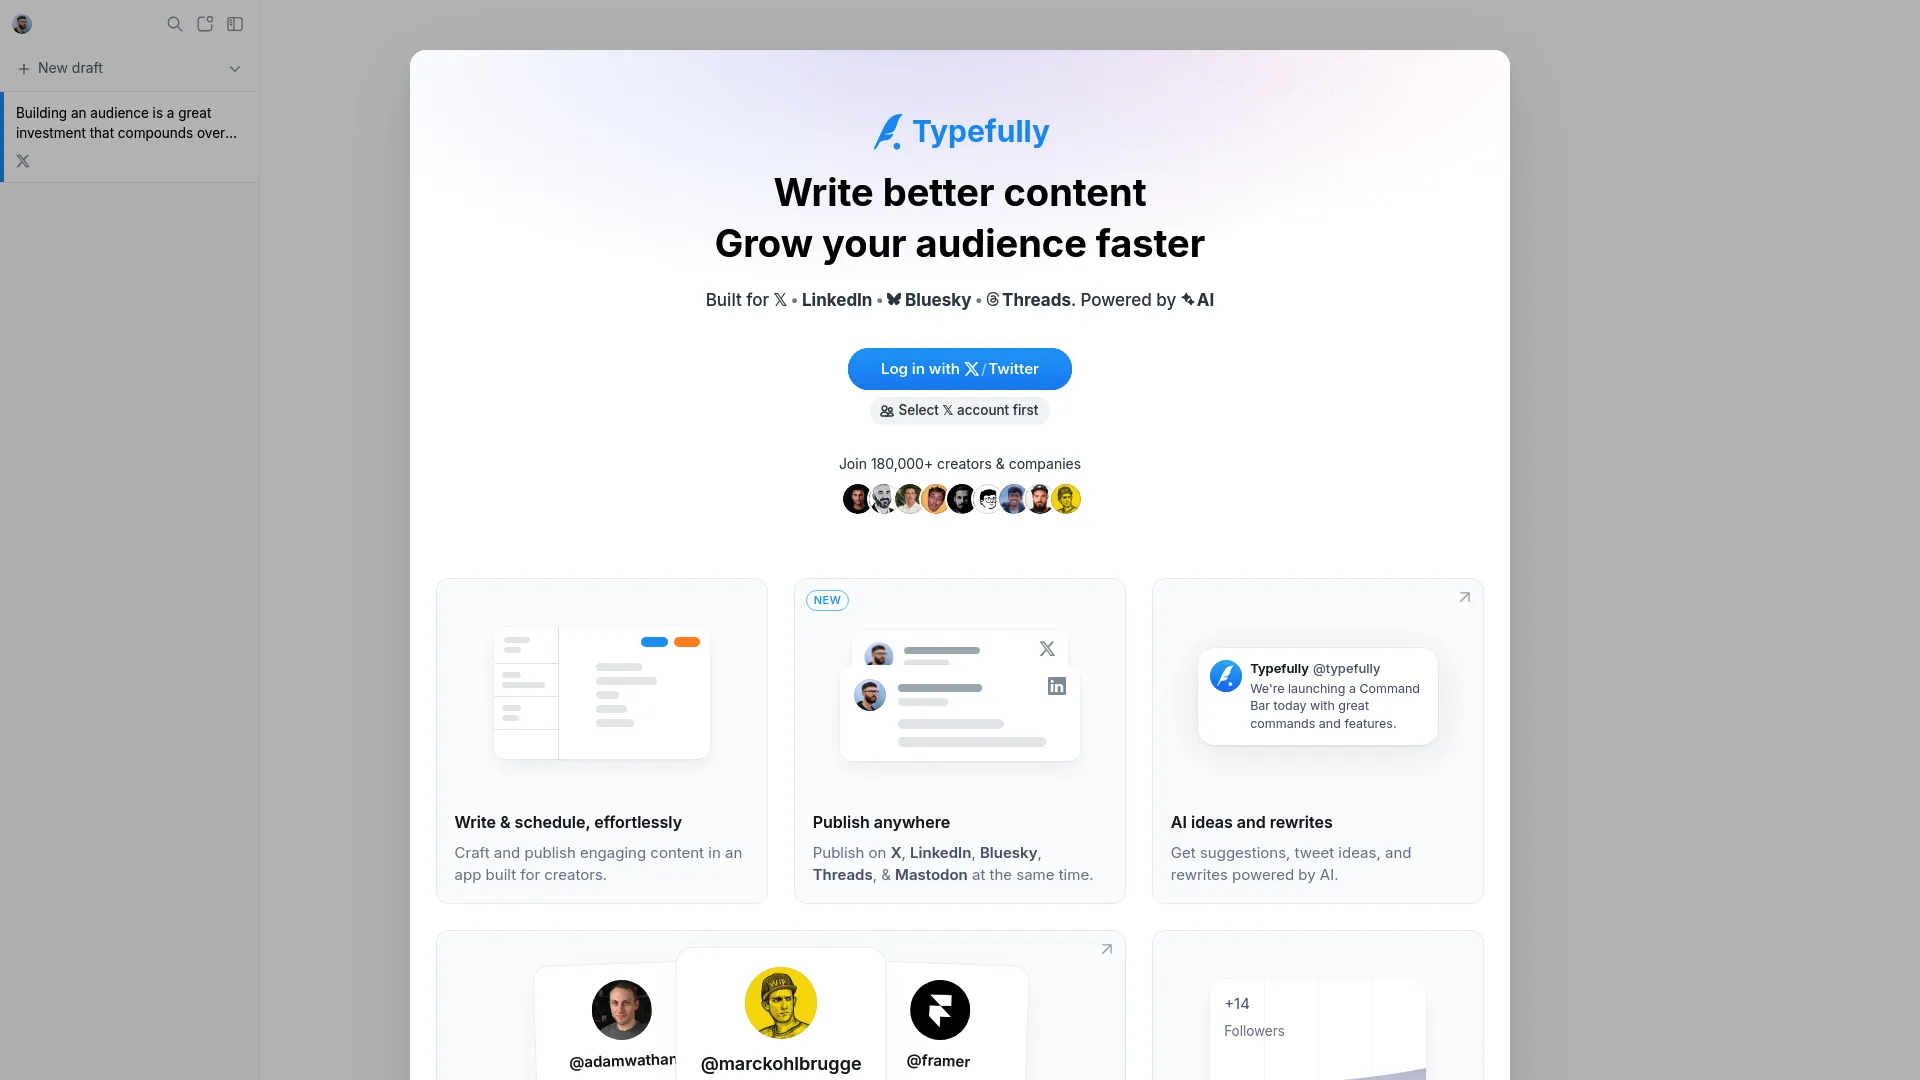 New draft
Building an audience is a great
investment that compounds over...
Typefully
Write better content
Grow your audience faster
Built for 𝕏 • LinkedIn • Bluesky • Threads. Powered by AI
Log in with X / Twitter
Select 𝕏 account first
Join 180,000+ creators & companies
NEW
Typefully @typefully
We're launching a Command
Bar today with great
commands and features.
Write & schedule, effortlessly
Craft and publish engaging content in an
app built for creators.
Publish anywhere
Publish on X, LinkedIn, Bluesky,
Threads, & Mastodon at the same time.
AI ideas and rewrites
Get suggestions, tweet ideas, and
rewrites powered by AI.
@adamwathan
@marckohlbrugge
@framer
+14
Followers